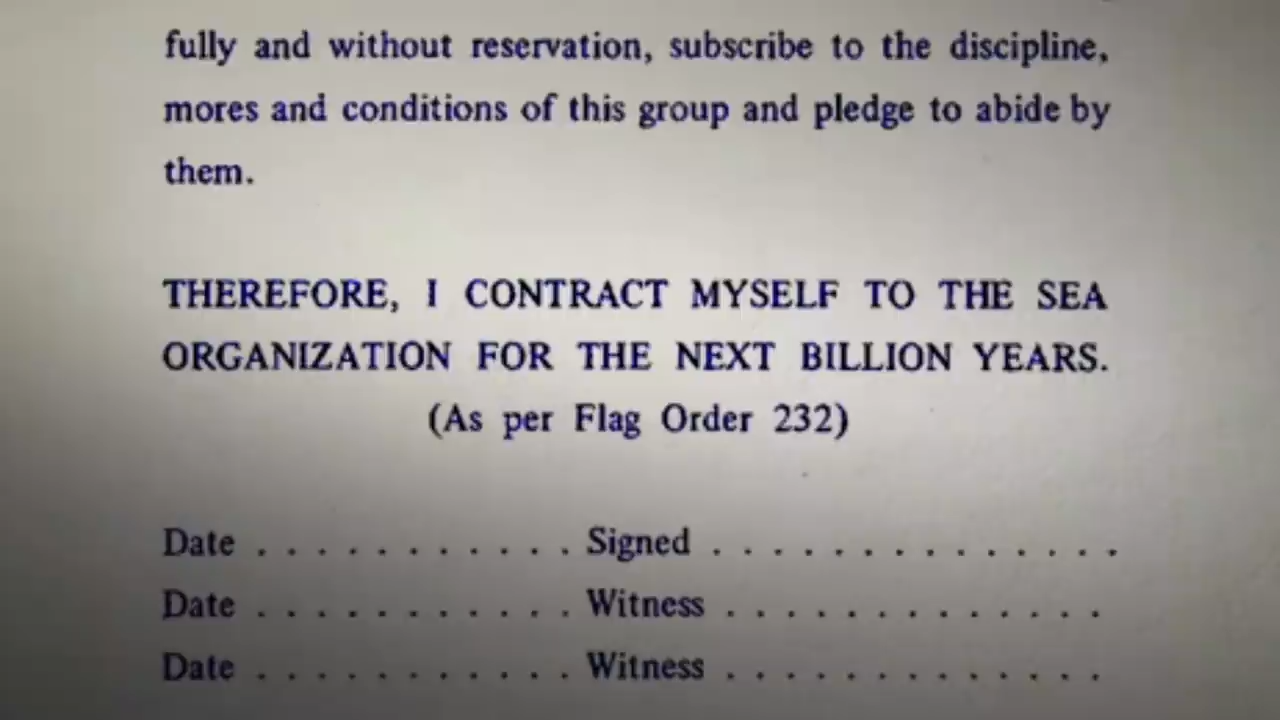 fully and without reservation, subscribe to the discipline,
mores and conditions of this group and pledge to abide by
them.
THEREFORE, I CONTRACT MYSELF TO THE SEA
ORGANIZATION FOR THE NEXT BILLION YEARS.
(As per Flag Order 232)
Date . . . . . . . . . . . Signed . . . . . . . . . . . . . .
Date . . . . . . . . . . . Witness . . . . . . . . . . . . .
Date . . . . . . . . . . . Witness . . . . . . . . . . . . .